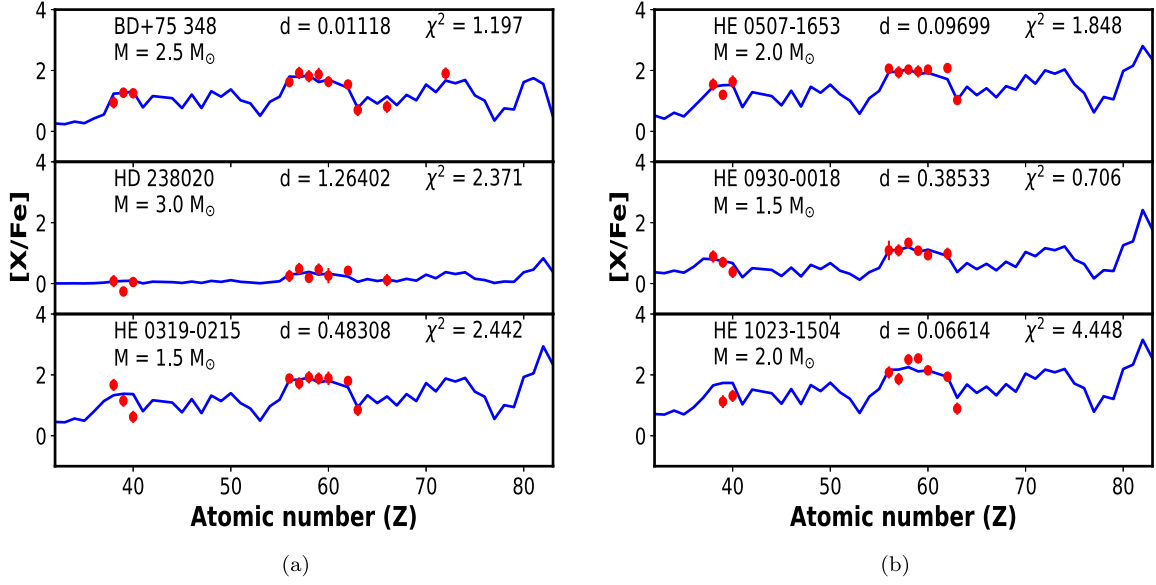 BD+75 348 d = 0.01118 χ² = 1.197
M = 2.5 M⊙
HD 238020 d = 1.26402 χ² = 2.371
M = 3.0 M⊙
HE 0319-0215 d = 0.48308 χ² = 2.442
M = 1.5 M⊙
4
2
0
4
2
0
4
2
0
[X/Fe]
40 50 60 70 80
Atomic number (Z)
(a)
HE 0507-1653 d = 0.09699 χ² = 1.848
M = 2.0 M⊙
HE 0930-0018 d = 0.38533 χ² = 0.706
M = 1.5 M⊙
HE 1023-1504 d = 0.06614 χ² = 4.448
M = 2.0 M⊙
4
2
0
4
2
0
4
2
0
[X/Fe]
40 50 60 70 80
Atomic number (Z)
(b)